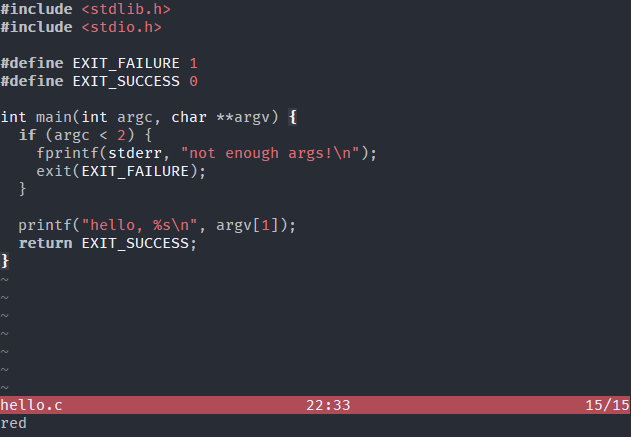 #include <stdlib.h>
#include <stdio.h>

#define EXIT_FAILURE 1
#define EXIT_SUCCESS 0

int main(int argc, char **argv) {
  if (argc < 2) {
    fprintf(stderr, "not enough args!\n");
    exit(EXIT_FAILURE);
  }

  printf("hello, %s\n", argv[1]);
  return EXIT_SUCCESS;
}
~
~
~
~
~
~
~
hello.c 22:33 15/15
red